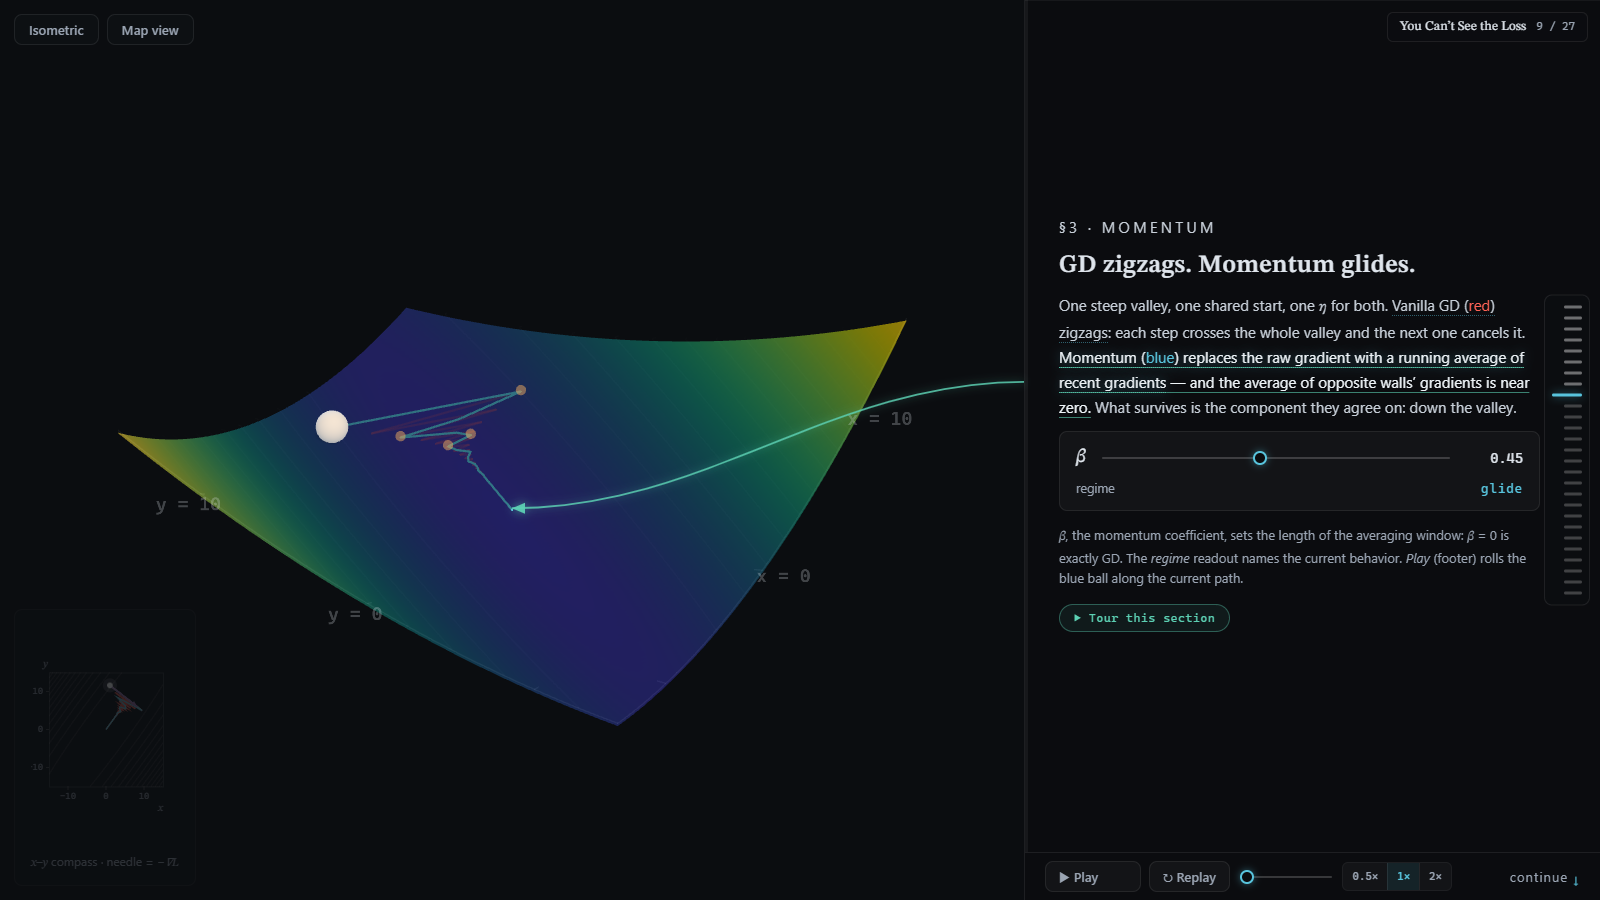 Isometric
Map view
You Can't See the Loss 9 / 27
§3 · MOMENTUM
GD zigzags. Momentum glides.
One steep valley, one shared start, one η for both. Vanilla GD (red)
zigzags: each step crosses the whole valley and the next one cancels it.
Momentum (blue) replaces the raw gradient with a running average of
recent gradients — and the average of opposite walls' gradients is near
zero. What survives is the component they agree on: down the valley.
β 0.45
regime glide
β, the momentum coefficient, sets the length of the averaging window: β = 0 is
exactly GD. The regime readout names the current behavior. Play (footer) rolls the
blue ball along the current path.
▶ Tour this section
x = 10
y = 10
x = 0
y = 0
y
10
0
-10
-10 0 10
x
x–y compass · needle = −∇L
▶ Play
↻ Replay
0.5× 1× 2×
continue ↓